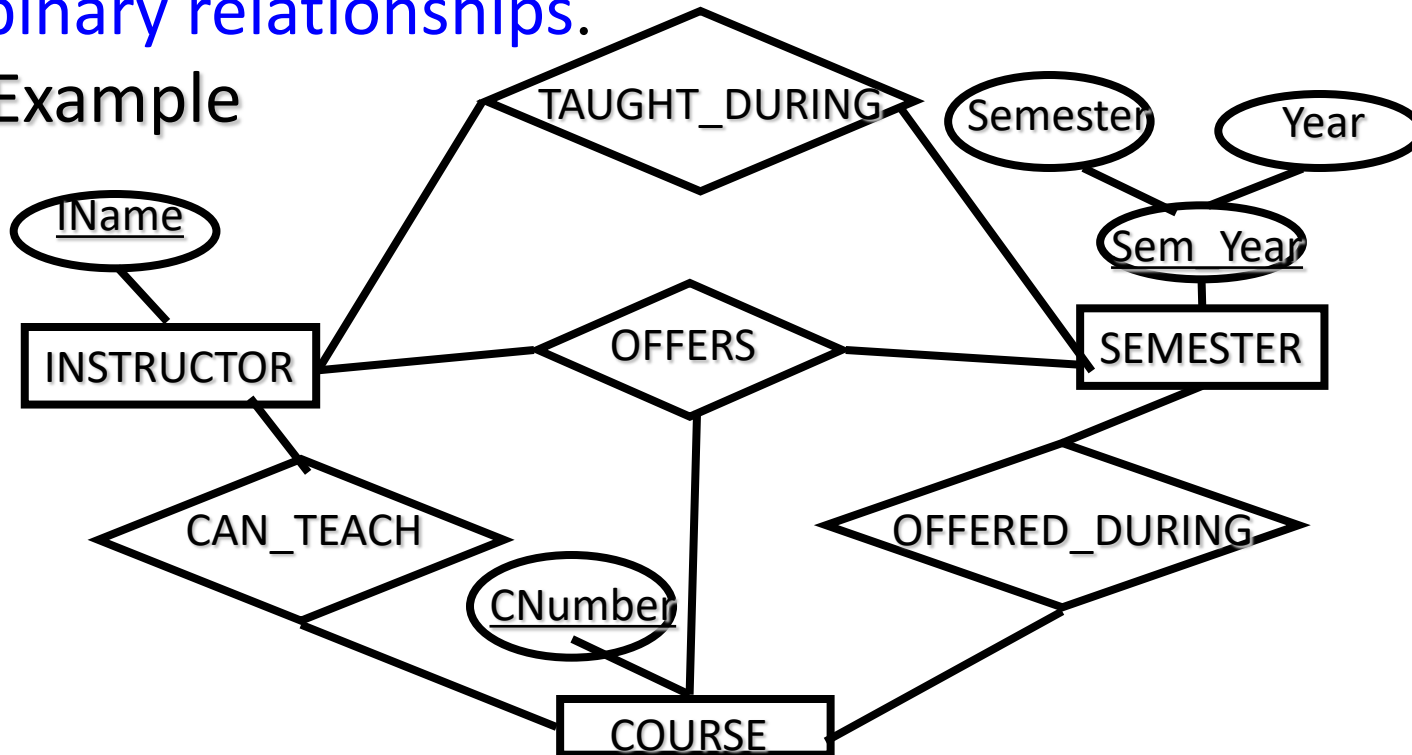 binary relationships.
Example
TAUGHT_DURING
Semester
Year
IName
Sem_Year
INSTRUCTOR
OFFERS
SEMESTER
CAN_TEACH
OFFERED_DURING
CNumber
COURSE